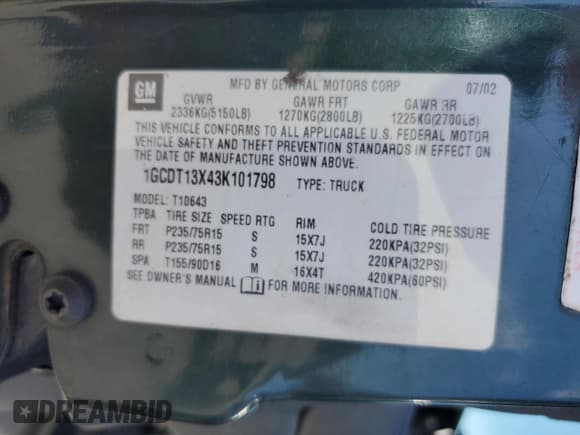 GM
MFD BY GENERAL MOTORS CORP 07/02
GVWR GAWR FRT GAWR RR
2336KG(5150LB) 1270KG(2800LB) 1225KG(2700LB)
THIS VEHICLE CONFORMS TO ALL APPLICABLE U.S. FEDERAL MOTOR
VEHICLE SAFETY AND THEFT PREVENTION STANDARDS IN EFFECT ON
THE DATE OF MANUFACTURE SHOWN ABOVE.
1GCDT13X43K101798 TYPE: TRUCK
MODEL: T10643
TPBA TIRE SIZE SPEED RTG RIM COLD TIRE PRESSURE
FRT P235/75R15 S 15X7J 220KPA(32PSI)
RR P235/75R15 S 15X7J 220KPA(32PSI)
SPA T155/90D16 M 16X4T 420KPA(60PSI)
SEE OWNER'S MANUAL FOR MORE INFORMATION.
DREAMBID